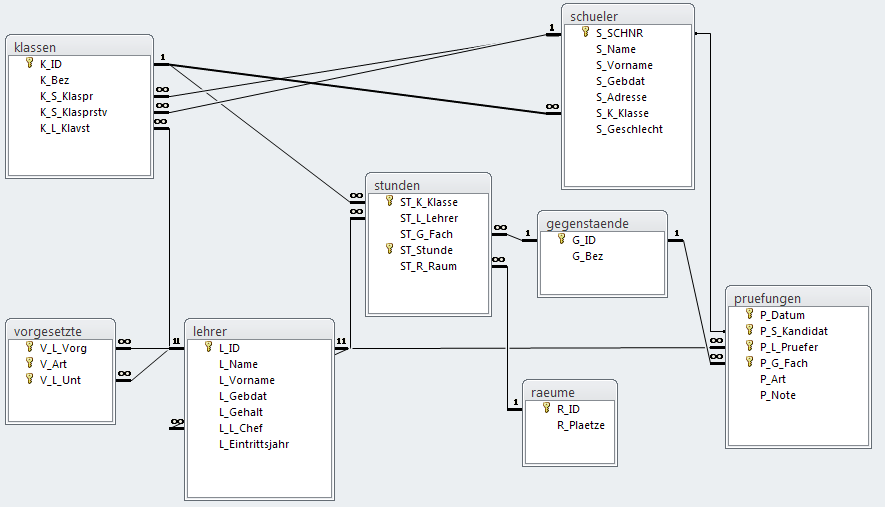 klassen
K_ID
K_Bez
K_S_Klaspr
K_S_Klasprstv
K_L_Klavst
schueler
S_SCHNR
S_Name
S_Vorname
S_Gebdat
S_Adresse
S_K_Klasse
S_Geschlecht
stunden
ST_K_Klasse
ST_L_Lehrer
ST_G_Fach
ST_Stunde
ST_R_Raum
gegenstaende
G_ID
G_Bez
pruefungen
P_Datum
P_S_Kandidat
P_L_Pruefer
P_G_Fach
P_Art
P_Note
vorgesetzte
V_L_Vorg
V_Art
V_L_Unt
lehrer
L_ID
L_Name
L_Vorname
L_Gebdat
L_Gehalt
L_L_Chef
L_Eintrittsjahr
raeume
R_ID
R_Plaetze
1
∞
∞
∞
1
∞
1
∞
∞
∞
∞
1
1
∞
∞
11
∞
11
∞
∞
1